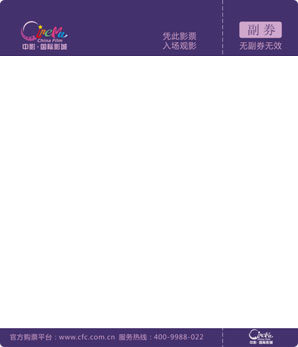 CineMu
China Film
中影·国际影城
凭此影票
入场观影
副券
无副券无效
官方购票平台：www.cfc.com.cn 服务热线：400-9988-022
中影·国际影城